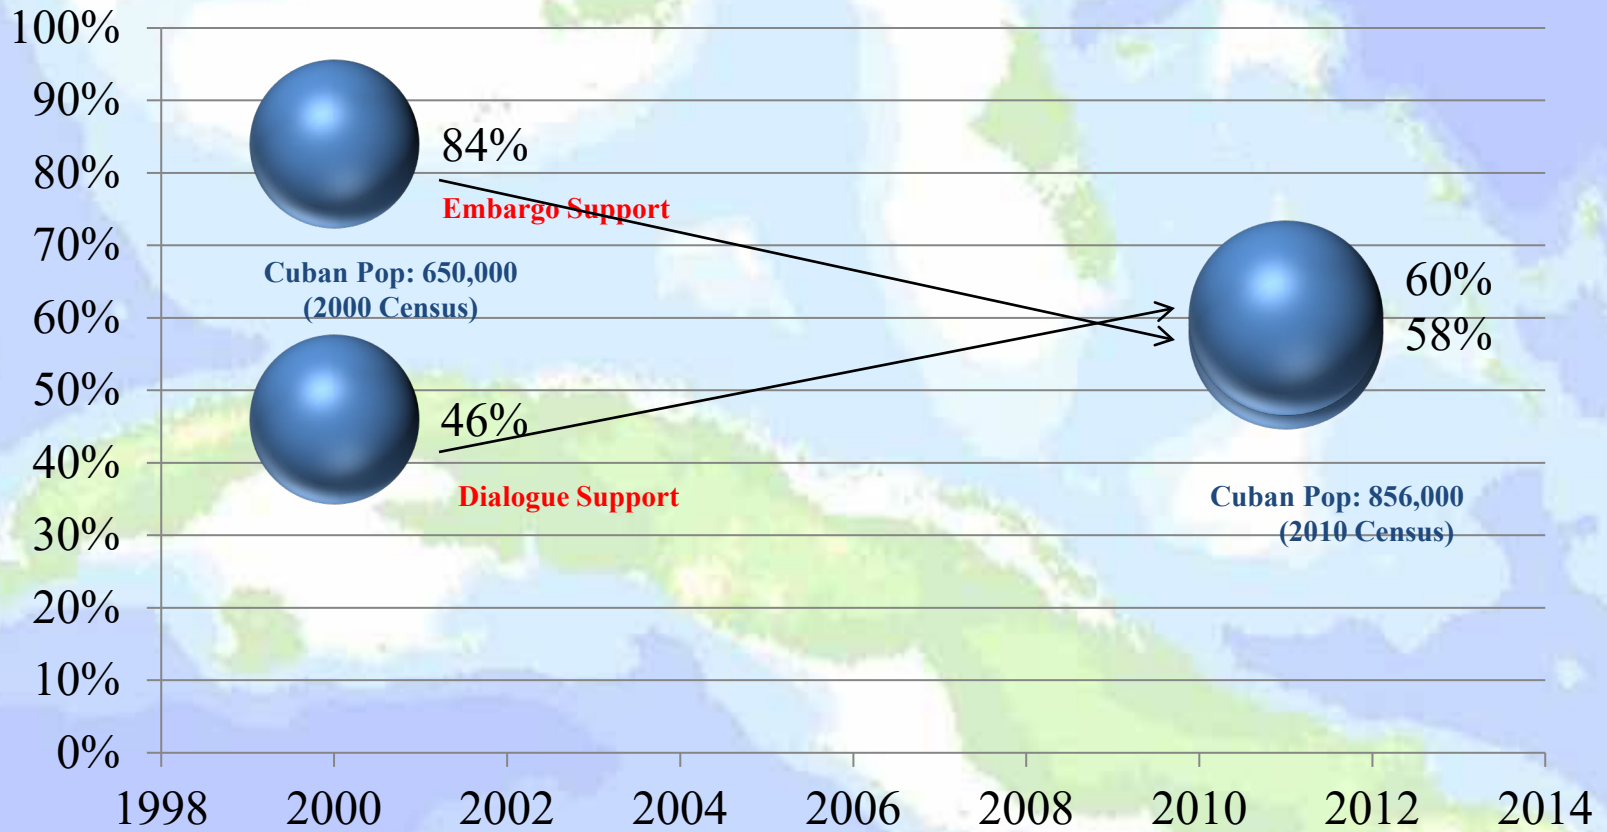 100%
90%
80%
70%
60%
50%
40%
30%
20%
10%
0%
84%
Embargo Support
Cuban Pop: 650,000
(2000 Census)
46%
Dialogue Support
60%
58%
Cuban Pop: 856,000
(2010 Census)
1998 2000 2002 2004 2006 2008 2010 2012 2014